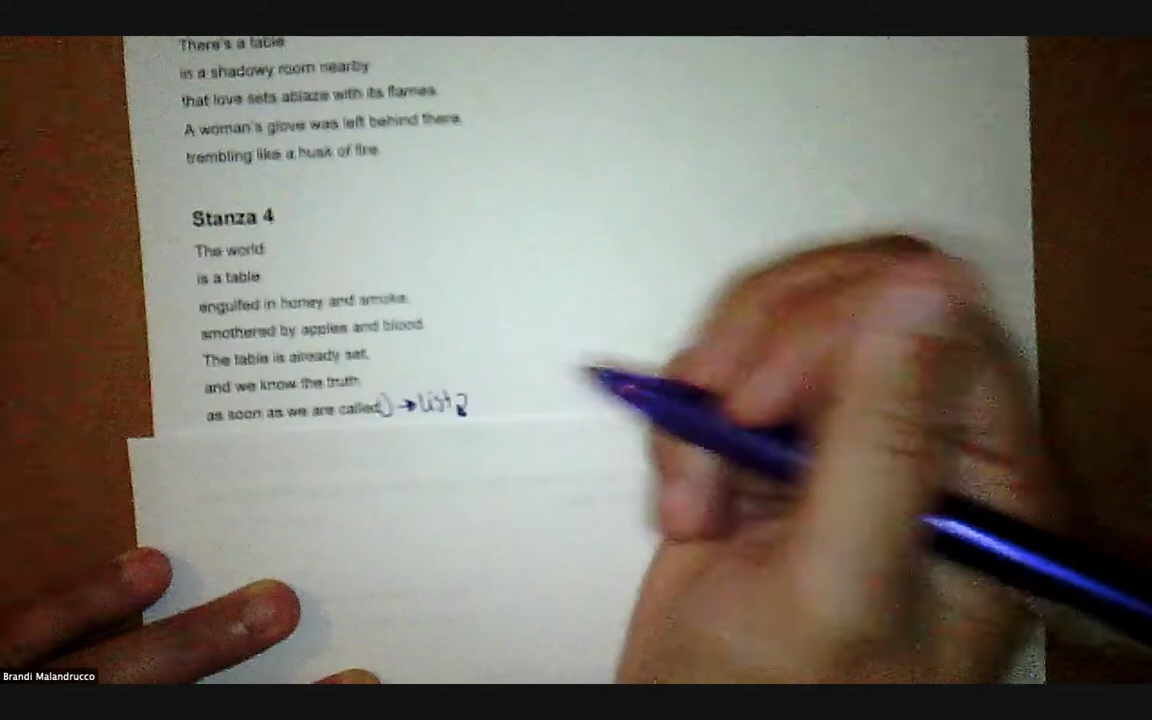 There's a table
in a shadowy room nearby
that love sets ablaze with its flames.
A woman's glove was left behind there,
trembling like a husk of fire.
Stanza 4
The world
is a table
engulfed in honey and smoke,
smothered by apples and blood.
The table is already set,
and we know the truth
as soon as we are called: → List?
Brandi Malandrucco